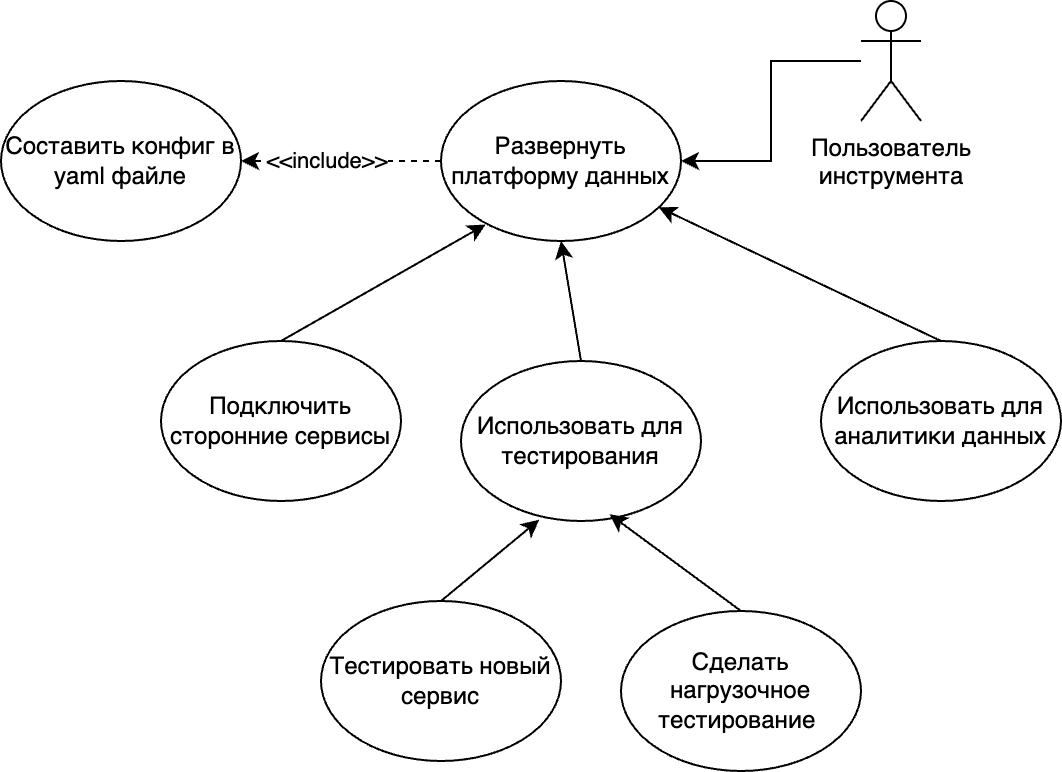 Составить конфиг в
yaml файле
<<include>>
Развернуть
платформу данных
Пользователь
инструмента
Подключить
сторонние сервисы
Использовать для
тестирования
Использовать для
аналитики данных
Тестировать новый
сервис
Сделать
нагрузочное
тестирование